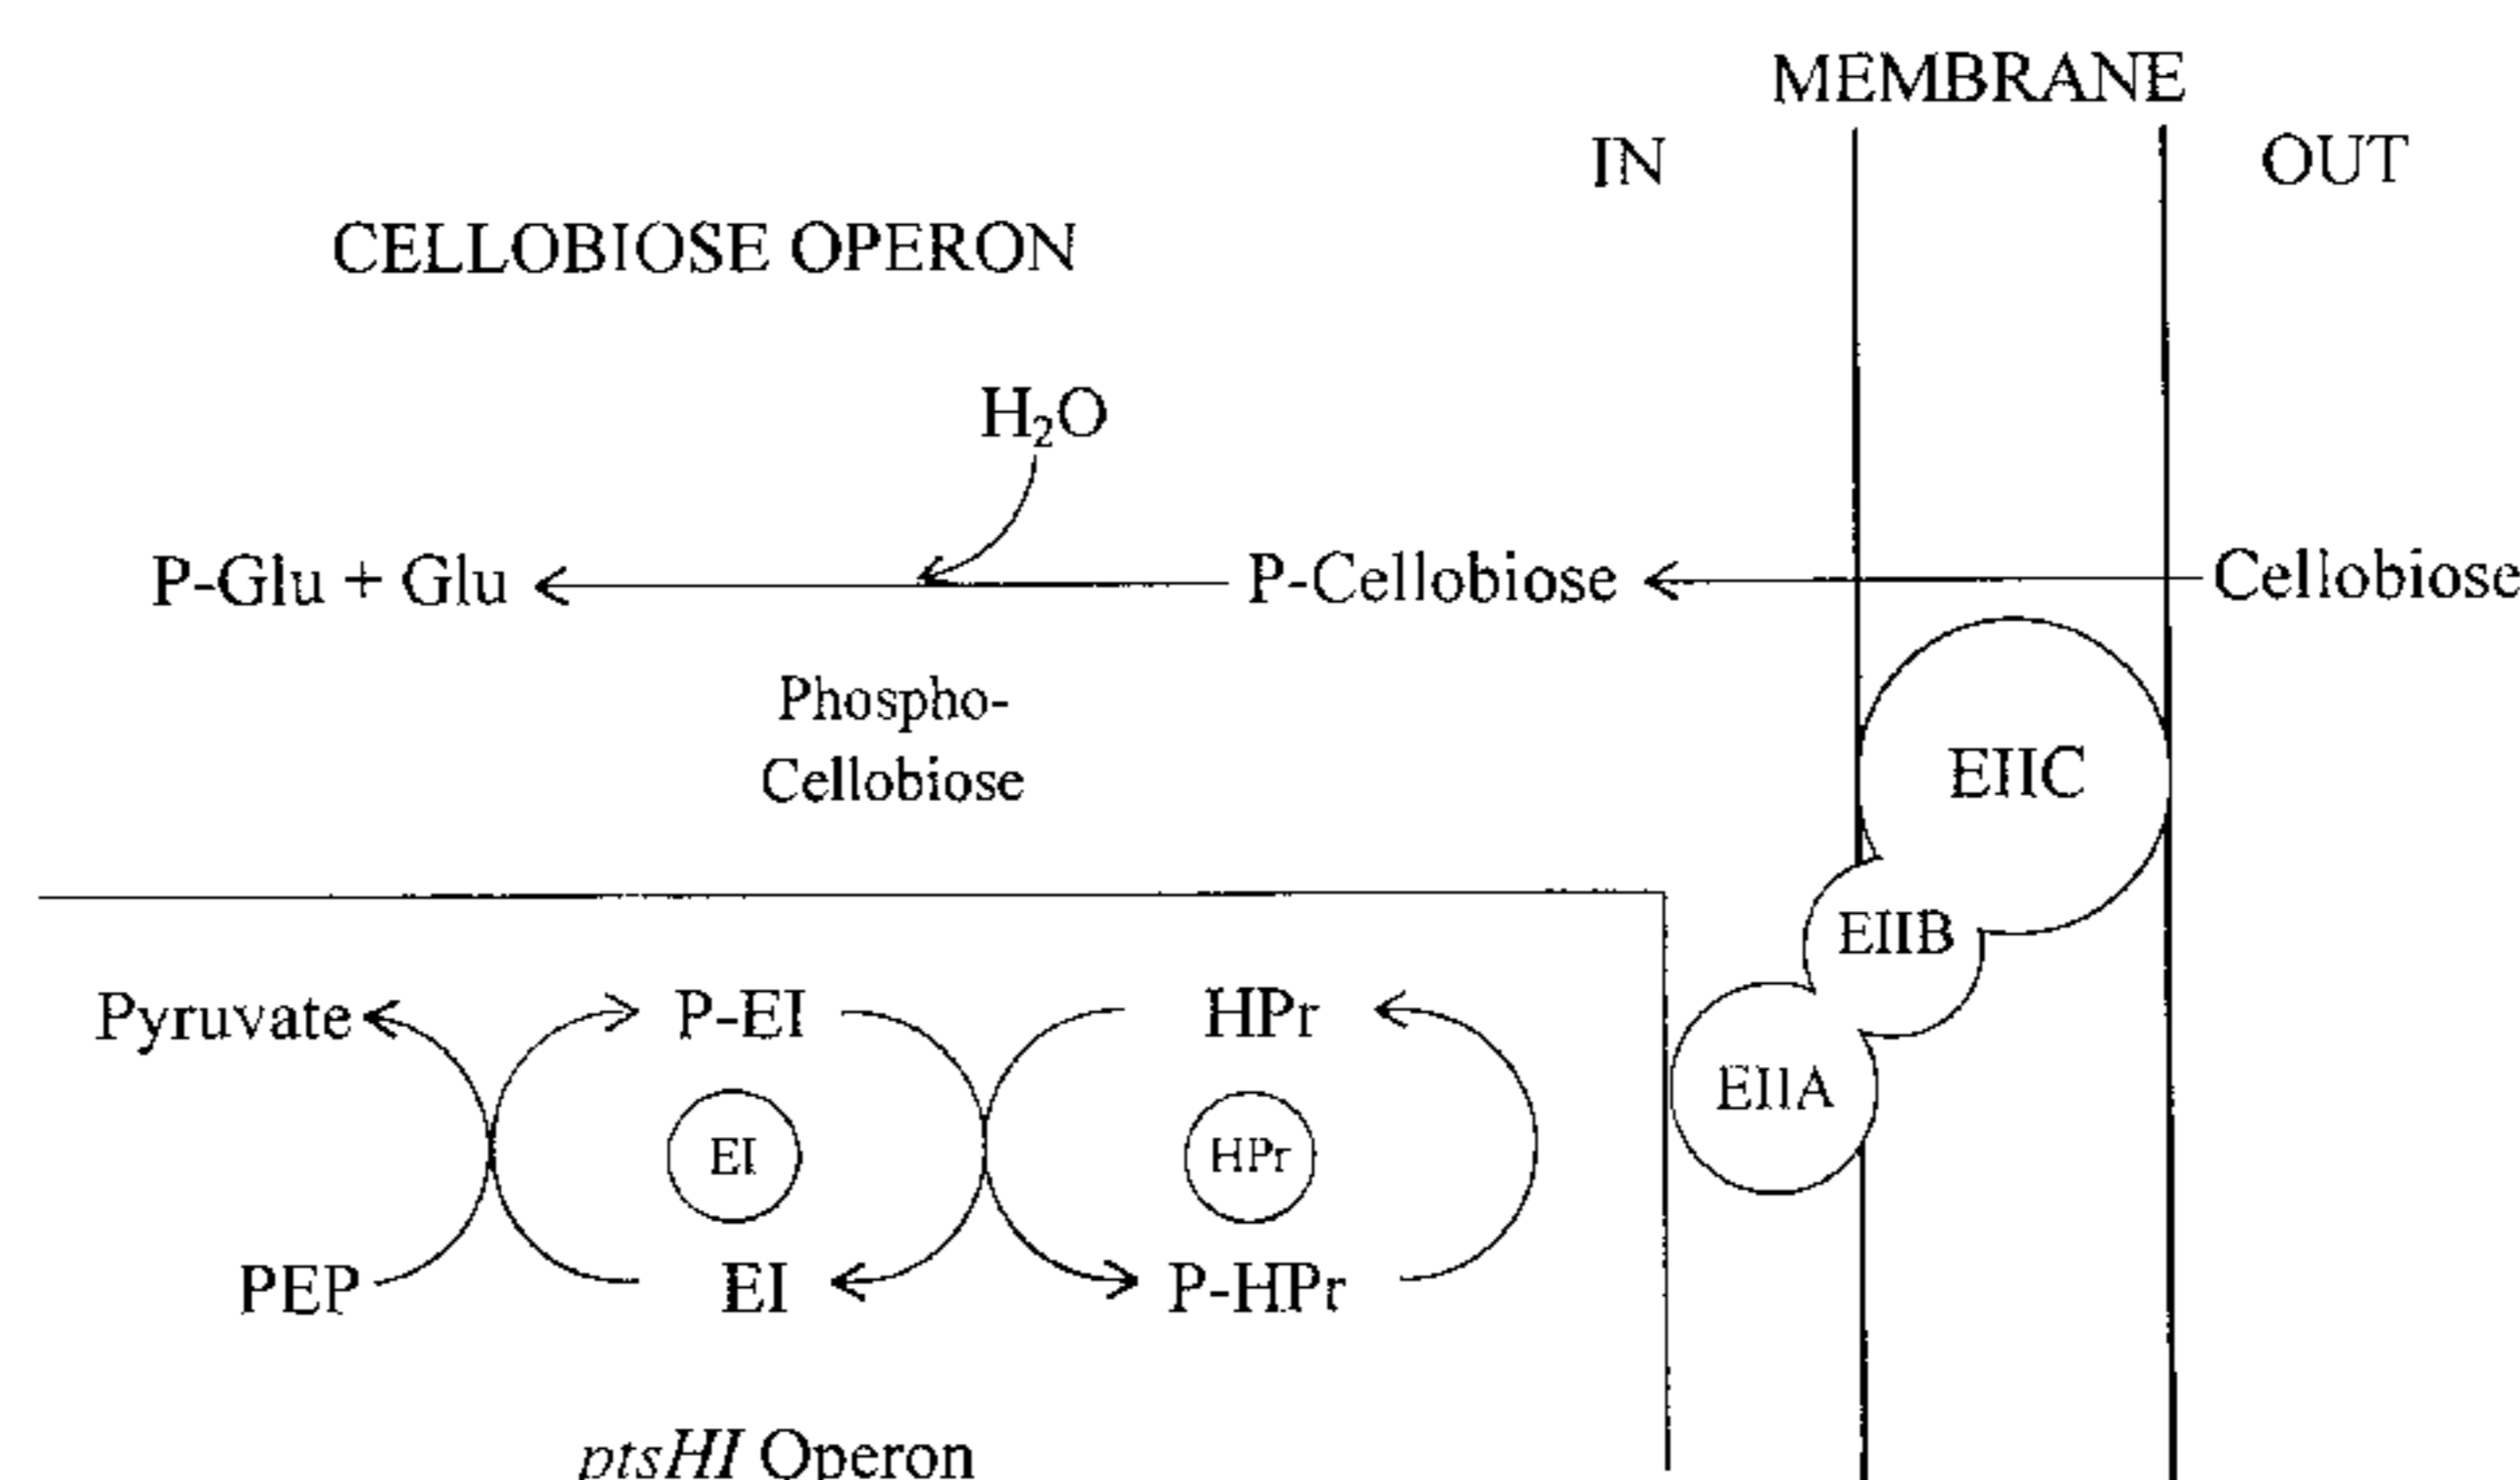 MEMBRANE
IN
OUT
CELLOBIOSE OPERON
H₂O
P-Glu + Glu
P-Cellobiose
Cellobiose
Phospho-
Cellobiose
EIIC
EIIB
EIIA
Pyruvate
P-EI
HPr
EI
HPr
PEP
EI
P-HPr
ptsHI Operon